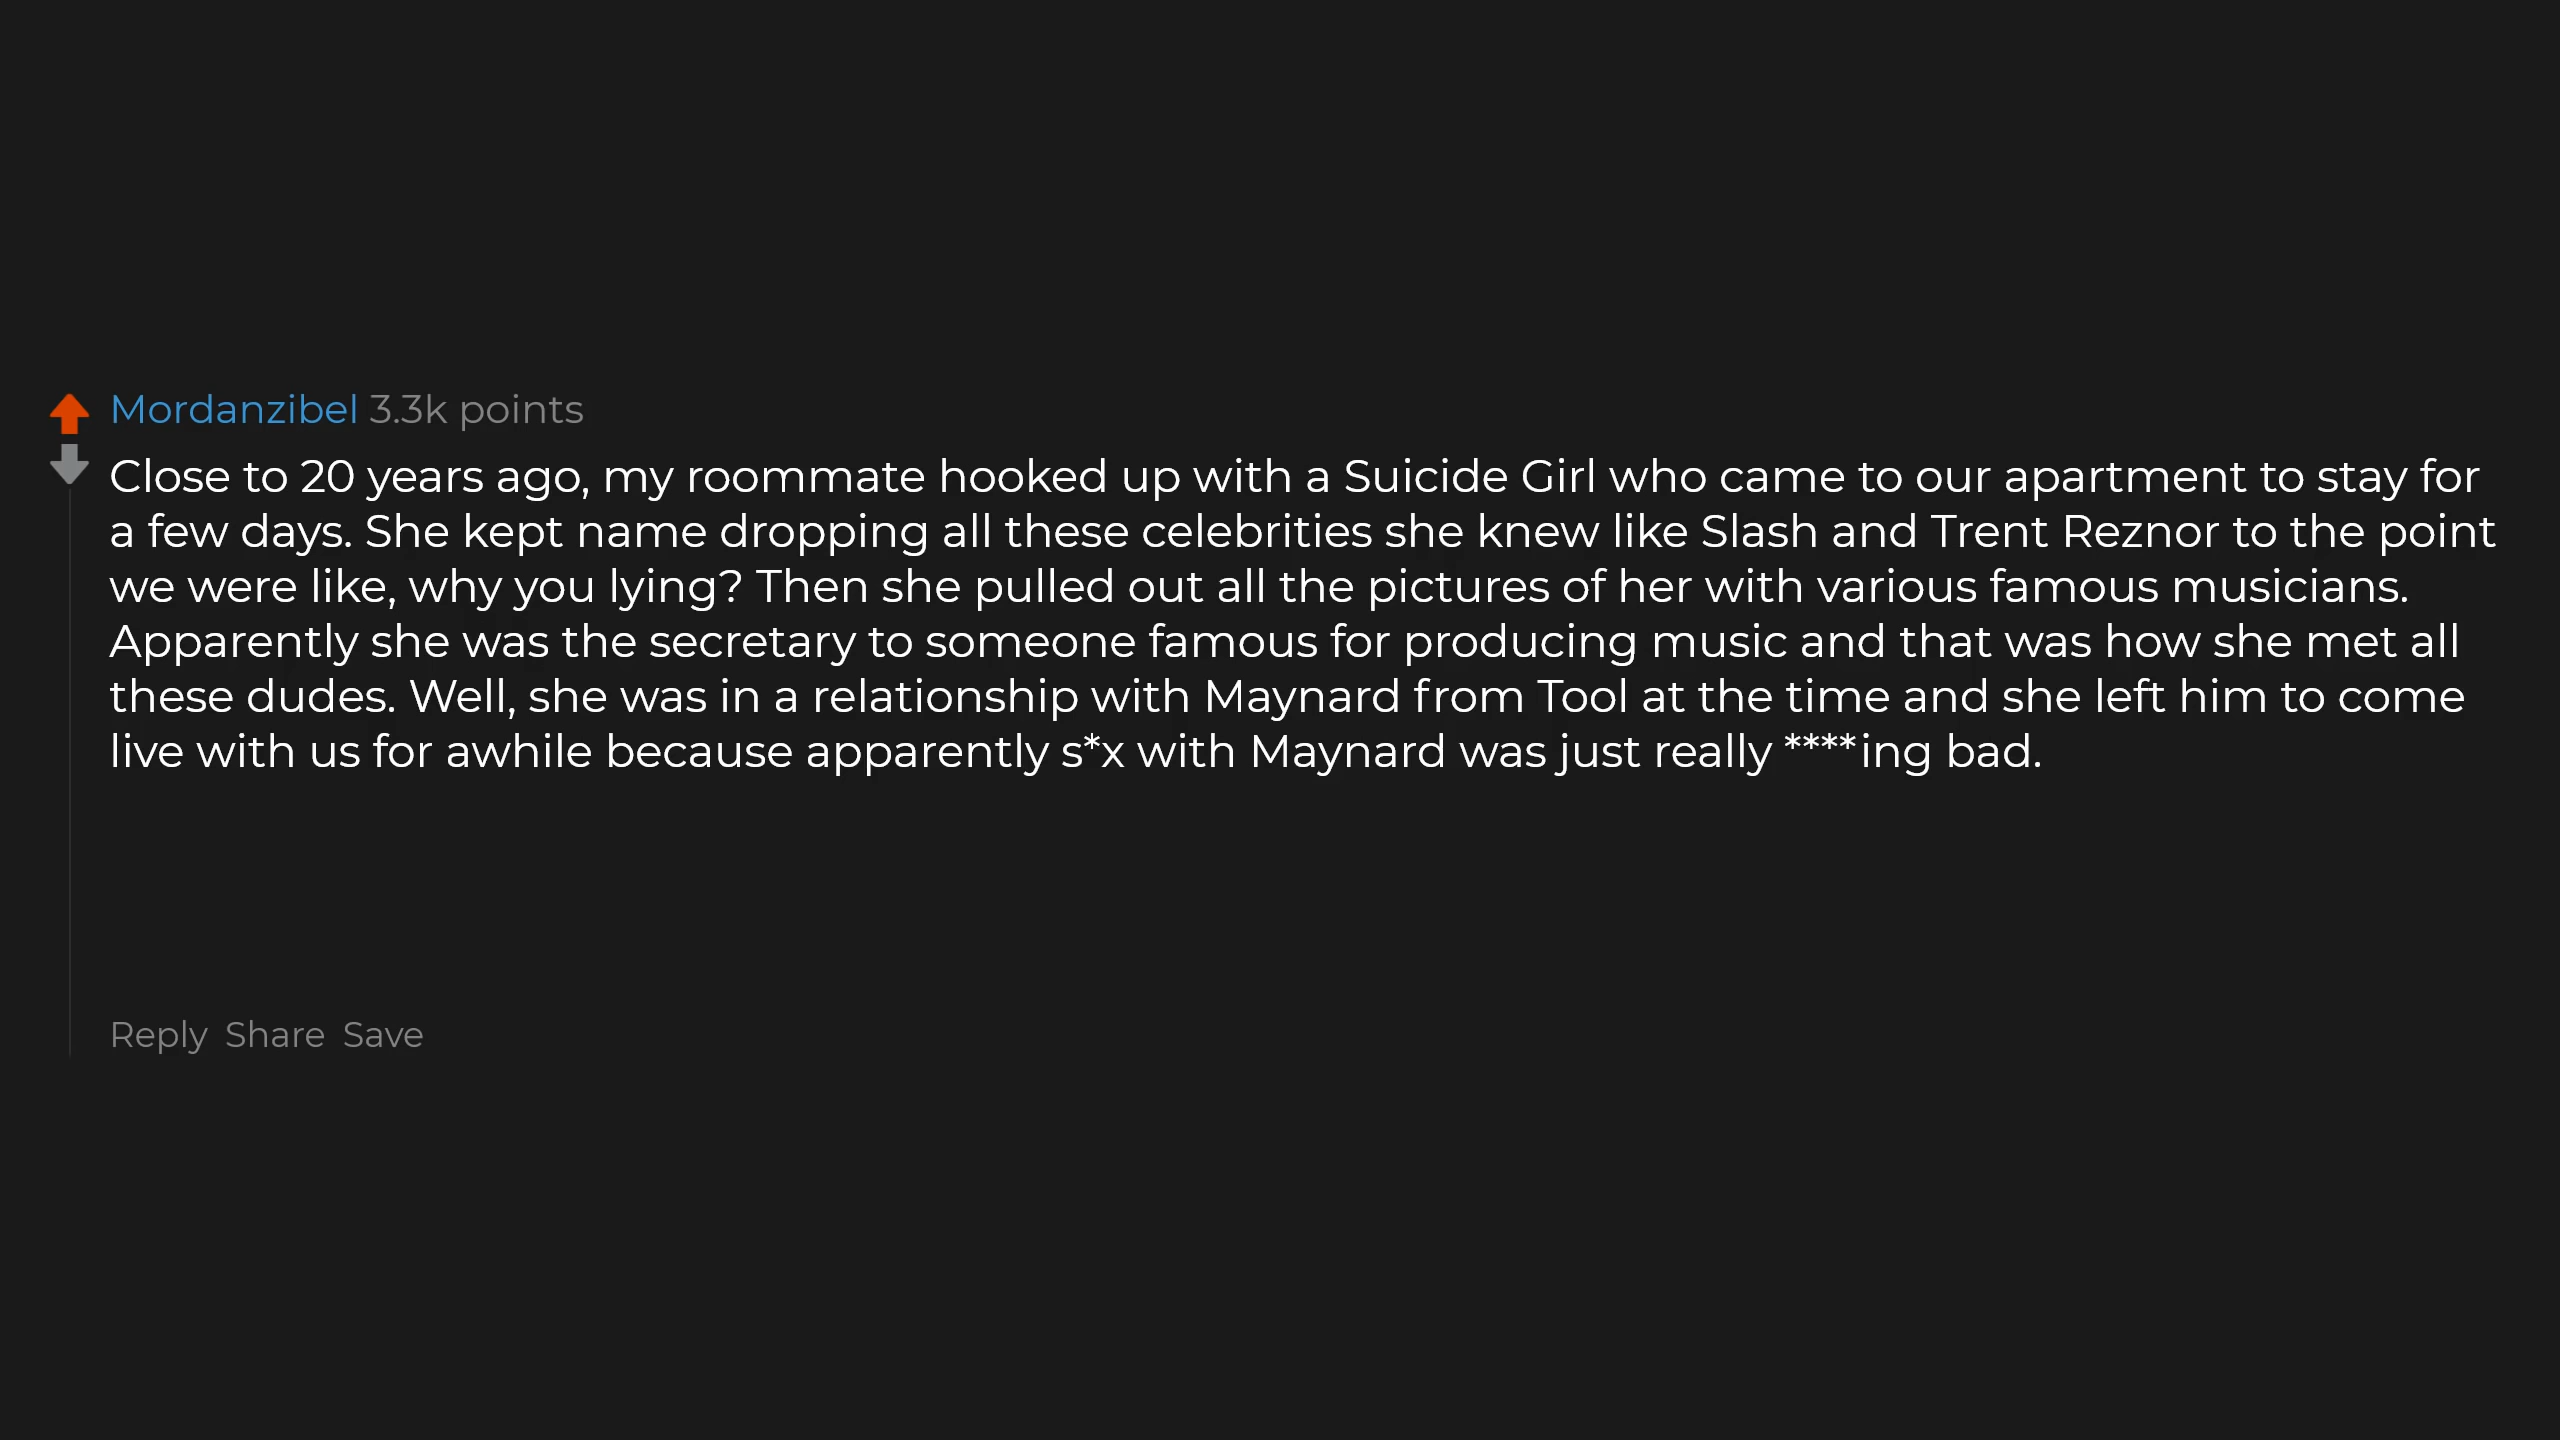 Mordanzibel 3.3k points
Close to 20 years ago, my roommate hooked up with a Suicide Girl who came to our apartment to stay for
a few days. She kept name dropping all these celebrities she knew like Slash and Trent Reznor to the point
we were like, why you lying? Then she pulled out all the pictures of her with various famous musicians.
Apparently she was the secretary to someone famous for producing music and that was how she met all
these dudes. Well, she was in a relationship with Maynard from Tool at the time and she left him to come
live with us for awhile because apparently s*x with Maynard was just really ****ing bad.
Reply Share Save